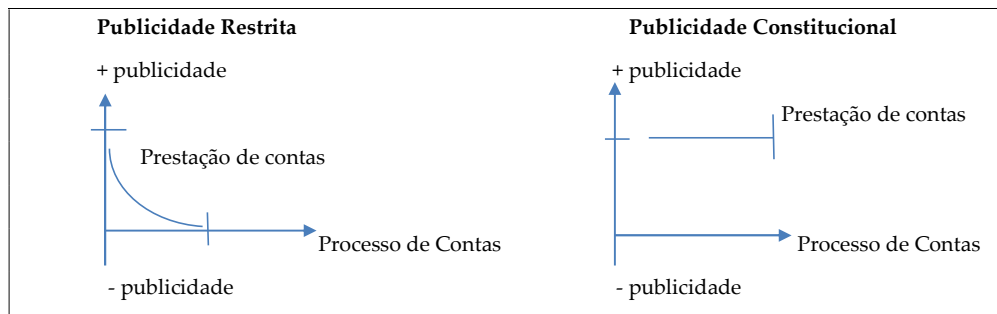 Publicidade Restrita
+ publicidade
Prestação de contas
Processo de Contas
- publicidade
Publicidade Constitucional
+ publicidade
Prestação de contas
Processo de Contas
- publicidade